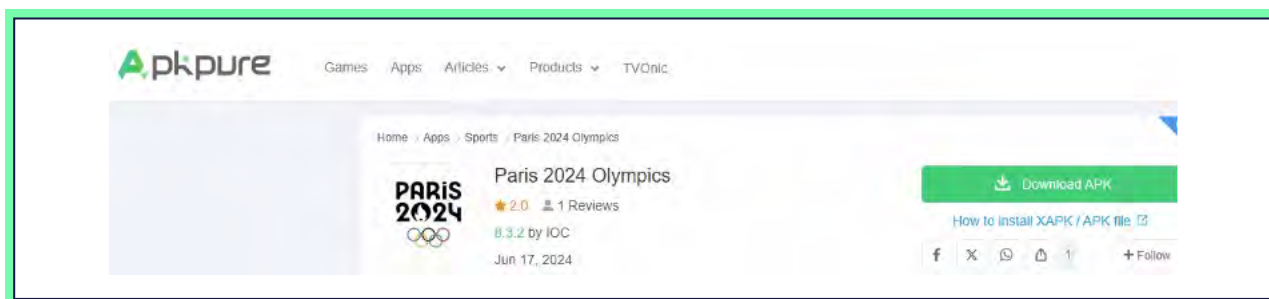 Apkpure
Games Apps Articles Products TVOnic
Home Apps Sports Paris 2024 Olympics
PARiS
2024
Paris 2024 Olympics
2.0 1 Reviews
8.3.2 by IOC
Jun 17, 2024
Download APK
How to install XAPK / APK file
1 + Follow